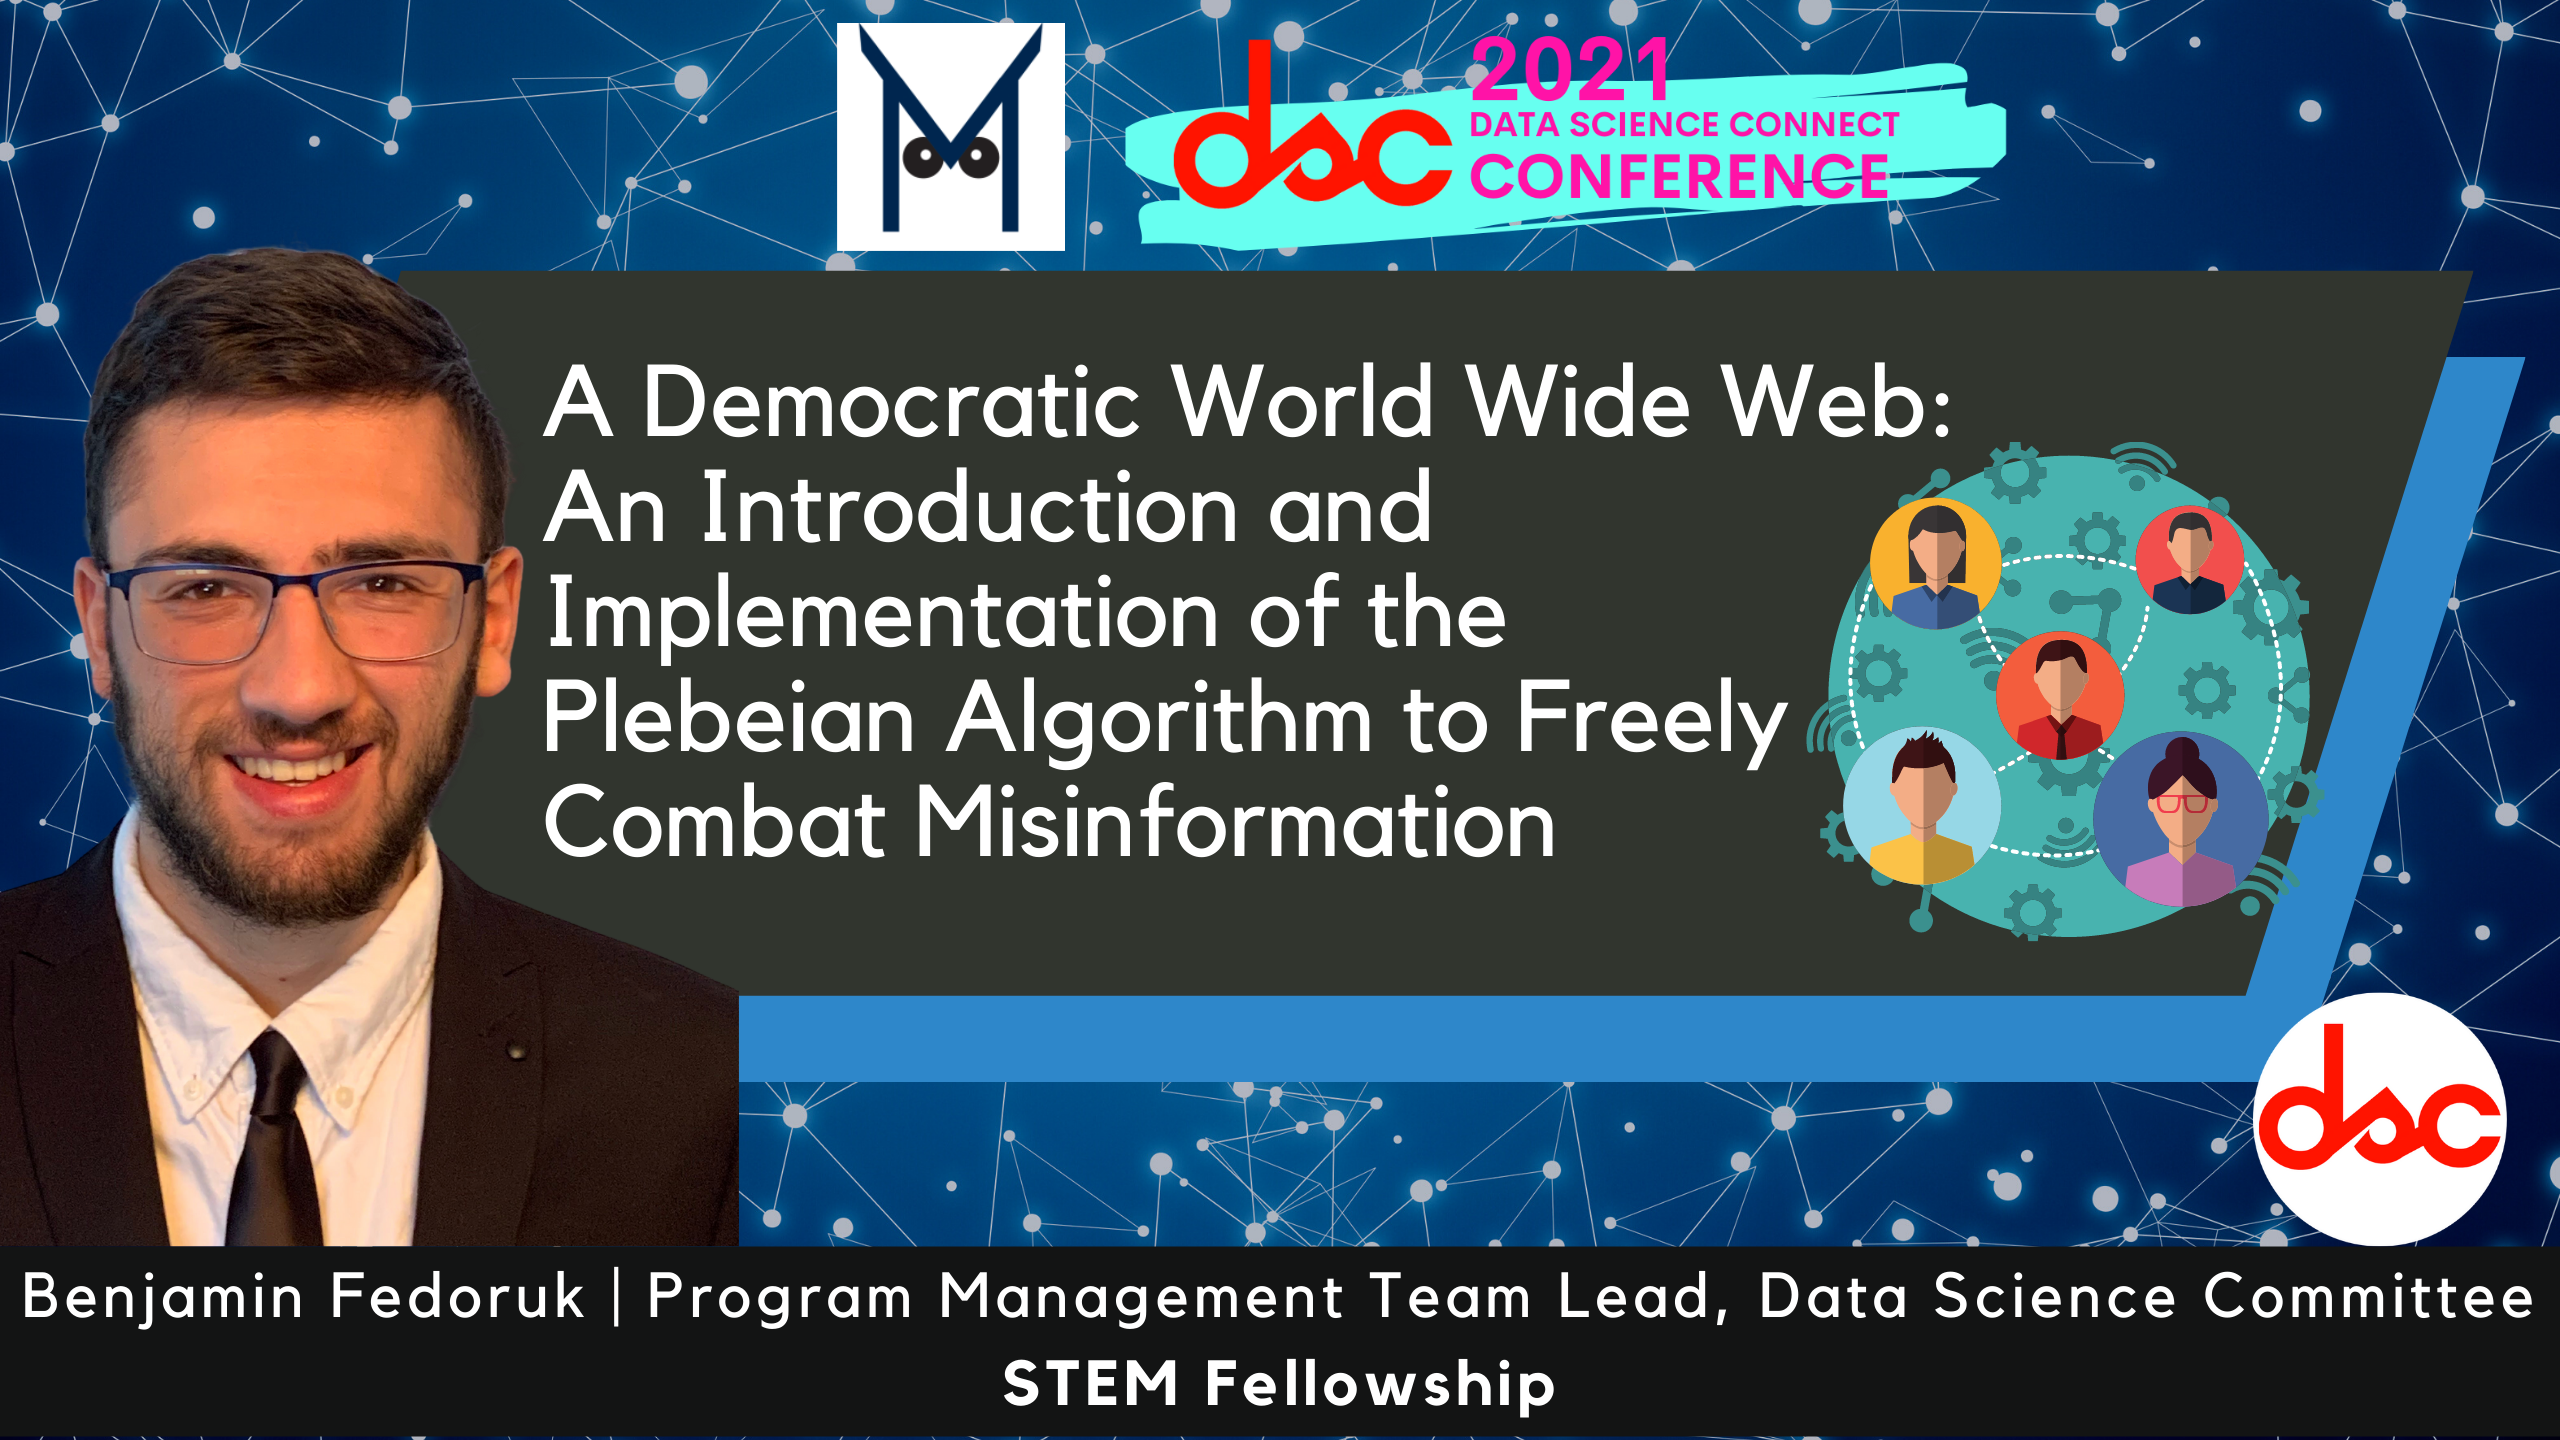 2021
dsc
DATA SCIENCE CONNECT
CONFERENCE
A Democratic World Wide Web:
An Introduction and
Implementation of the
Plebeian Algorithm to Freely
Combat Misinformation
dsc
Benjamin Fedoruk | Program Management Team Lead, Data Science Committee
STEM Fellowship